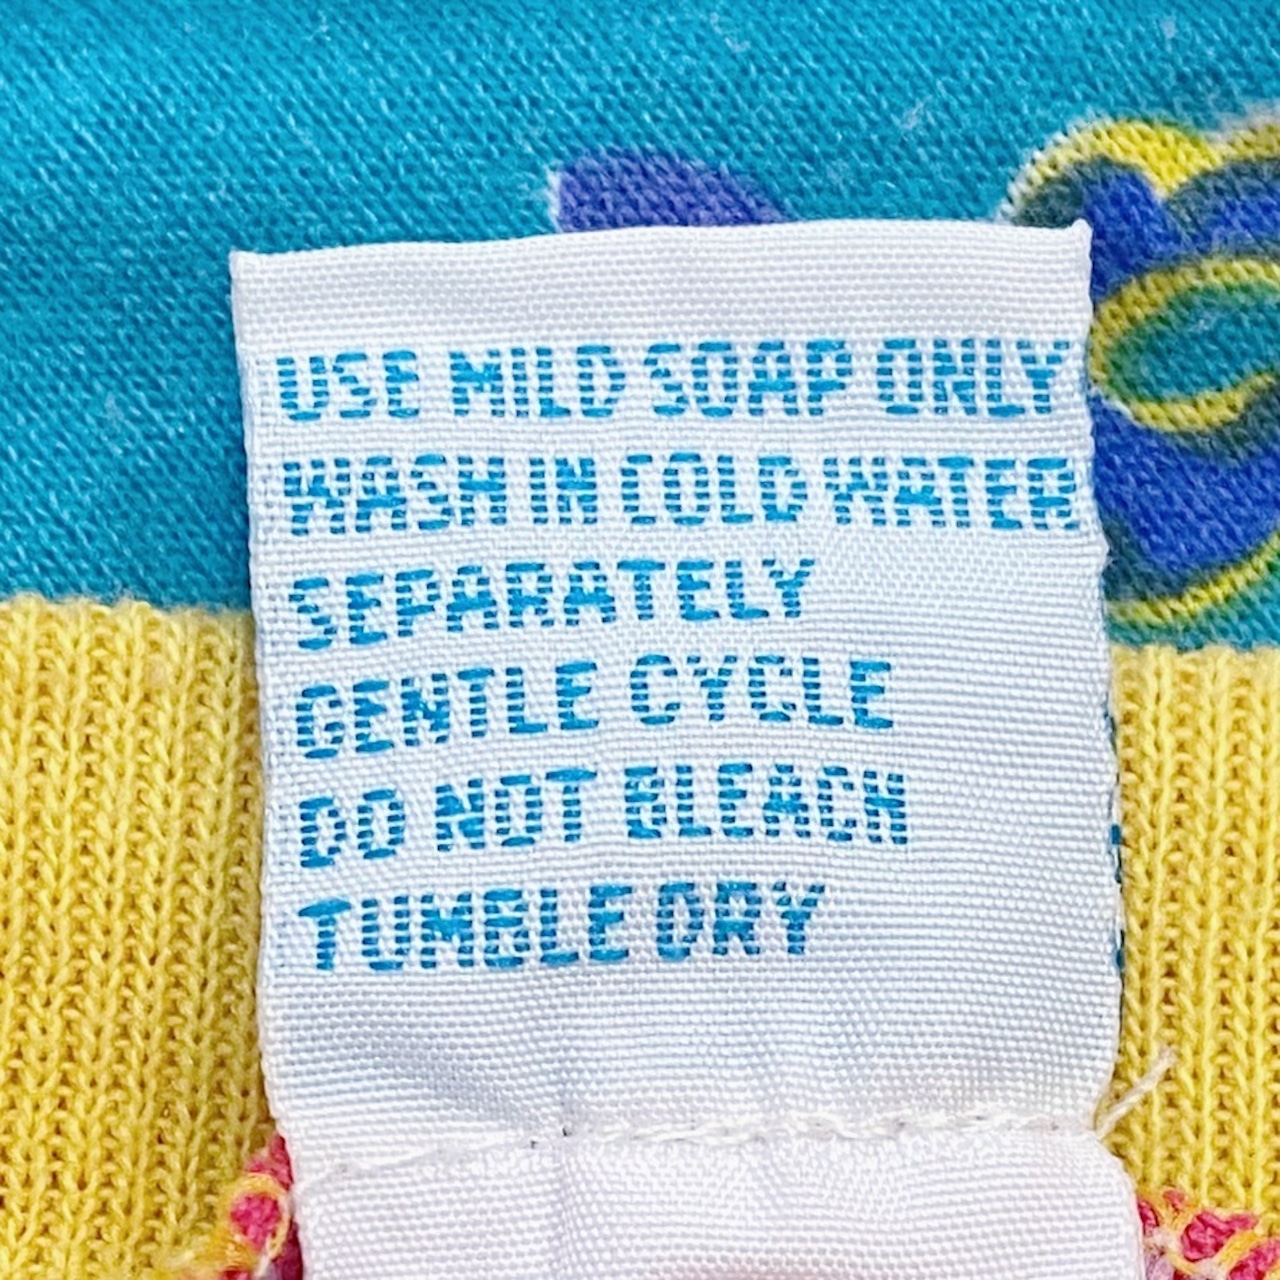 USE MILD SOAP ONLY
WASH IN COLD WATER
SEPARATELY
GENTLE CYCLE
DO NOT BLEACH
TUMBLE DRY